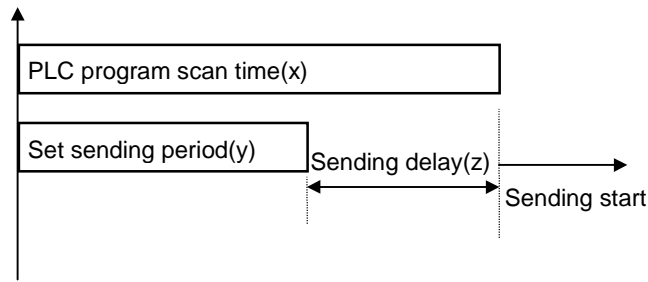 PLC program scan time(x)
Set sending period(y)
Sending delay(z)
Sending start